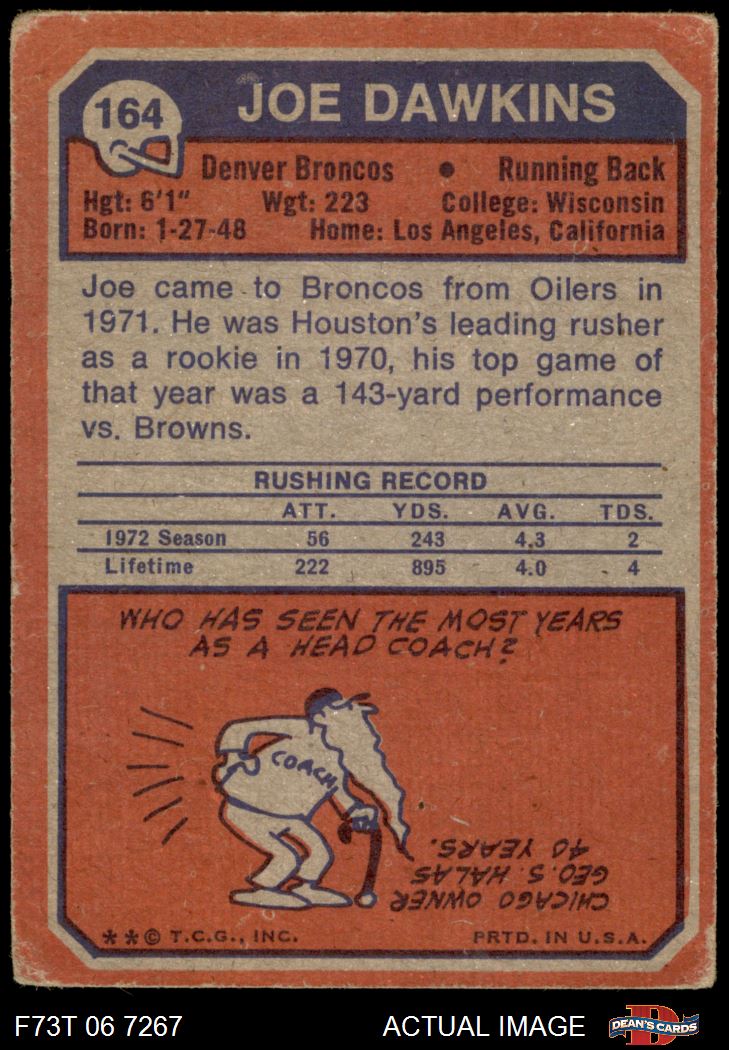 164
JOE DAWKINS
Denver Broncos • Running Back
Hgt: 6'1" Wgt: 223 College: Wisconsin
Born: 1-27-48 Home: Los Angeles, California
Joe came to Broncos from Oilers in
1971. He was Houston's leading rusher
as a rookie in 1970, his top game of
that year was a 143-yard performance
vs. Browns.
RUSHING RECORD
ATT. YDS. AVG. TDS.
1972 Season 56 243 4.3 2
Lifetime 222 895 4.0 4
WHO HAS SEEN THE MOST YEARS
AS A HEAD COACH?
COACH
CHICAGO OWNER
GEO. S. HALAS
40 YEARS.
** © T.C.G., INC. PRTD. IN U.S.A.
F73T 06 7267 ACTUAL IMAGE
D
DEAN'S CARDS